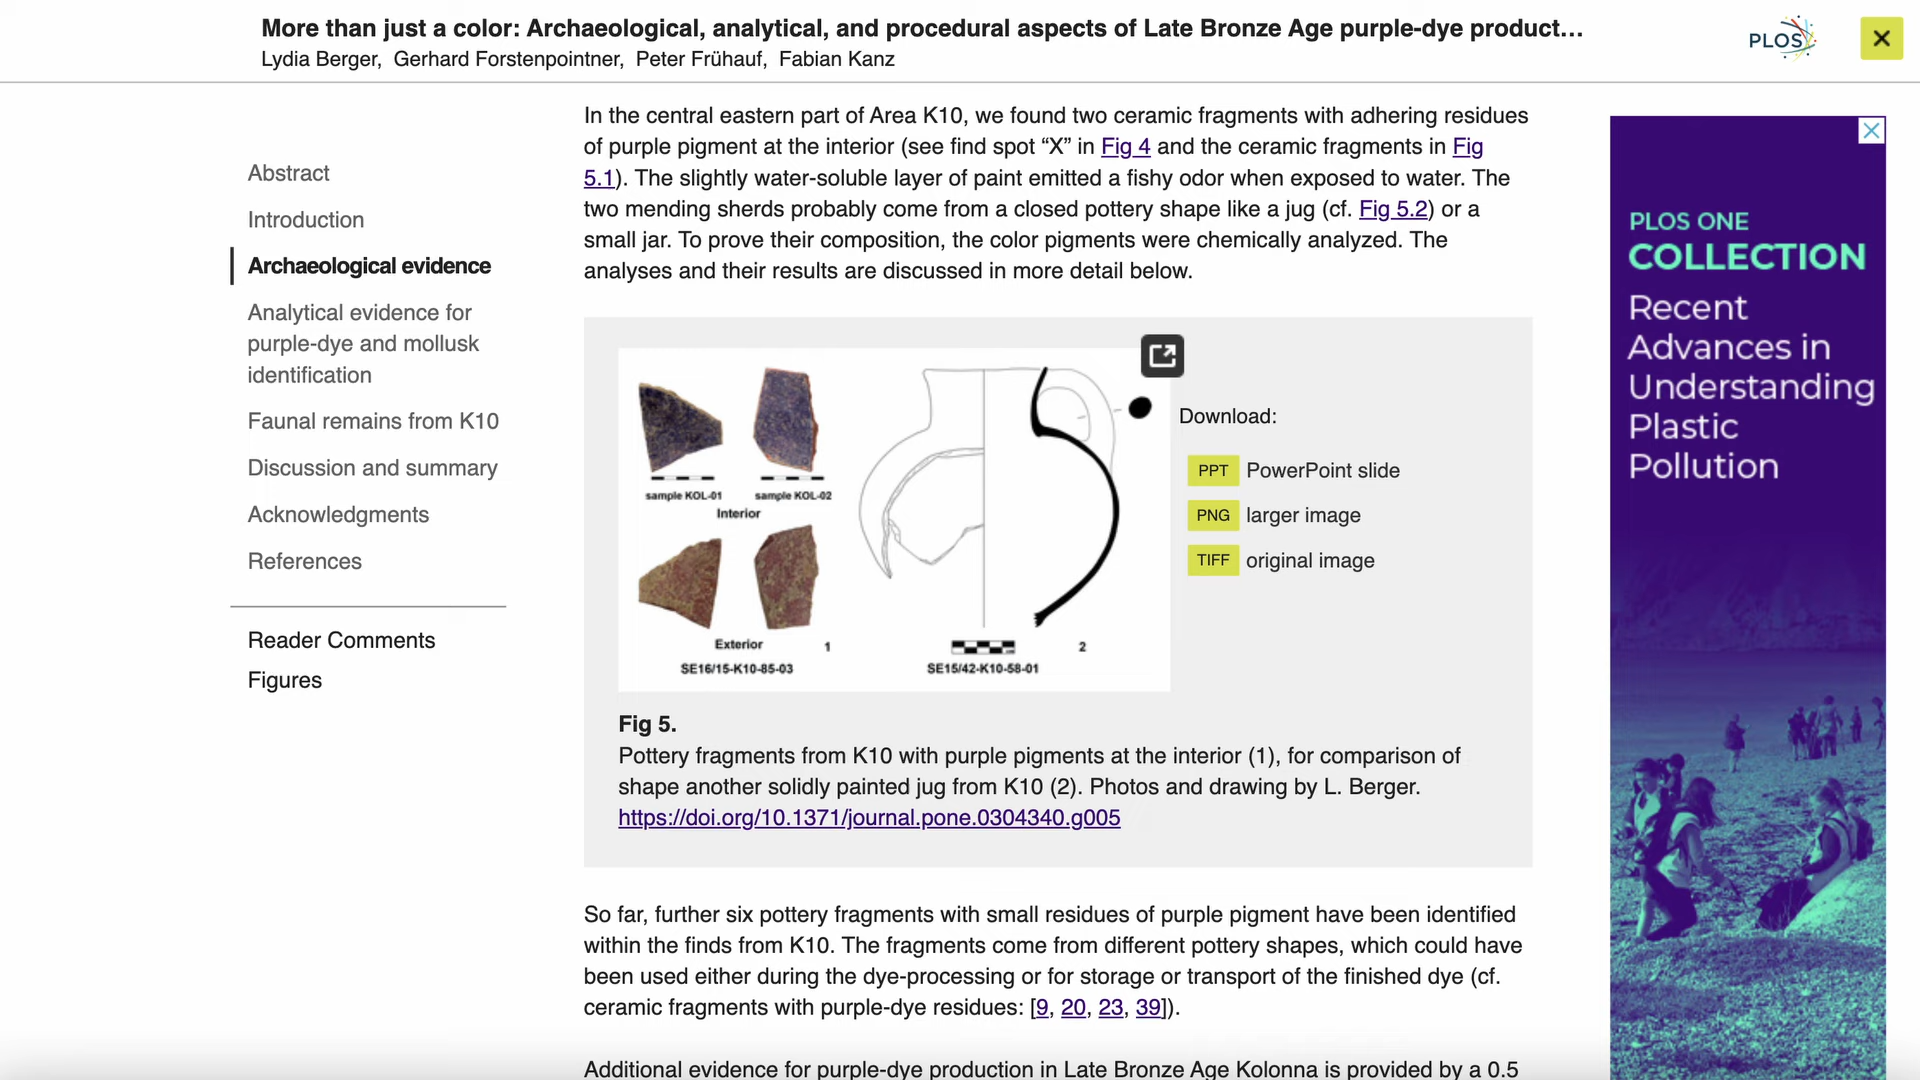 More than just a color: Archaeological, analytical, and procedural aspects of Late Bronze Age purple-dye product…
Lydia Berger, Gerhard Forstenpointner, Peter Frühauf, Fabian Kanz
PLOS
Abstract
Introduction
Archaeological evidence
Analytical evidence for
purple-dye and mollusk
identification
Faunal remains from K10
Discussion and summary
Acknowledgments
References
Reader Comments
Figures
In the central eastern part of Area K10, we found two ceramic fragments with adhering residues
of purple pigment at the interior (see find spot “X” in Fig 4 and the ceramic fragments in Fig
5.1). The slightly water-soluble layer of paint emitted a fishy odor when exposed to water. The
two mending sherds probably come from a closed pottery shape like a jug (cf. Fig 5.2) or a
small jar. To prove their composition, the color pigments were chemically analyzed. The
analyses and their results are discussed in more detail below.
sample KOL-01 sample KOL-02
Interior
Exterior 1
SE16/15-K10-85-03
2
SE15/42-K10-58-01
Download:
PPT PowerPoint slide
PNG larger image
TIFF original image
Fig 5.
Pottery fragments from K10 with purple pigments at the interior (1), for comparison of
shape another solidly painted jug from K10 (2). Photos and drawing by L. Berger.
https://doi.org/10.1371/journal.pone.0304340.g005
So far, further six pottery fragments with small residues of purple pigment have been identified
within the finds from K10. The fragments come from different pottery shapes, which could have
been used either during the dye-processing or for storage or transport of the finished dye (cf.
ceramic fragments with purple-dye residues: [9, 20, 23, 39]).
Additional evidence for purple-dye production in Late Bronze Age Kolonna is provided by a 0.5
PLOS ONE
COLLECTION
Recent
Advances in
Understanding
Plastic
Pollution